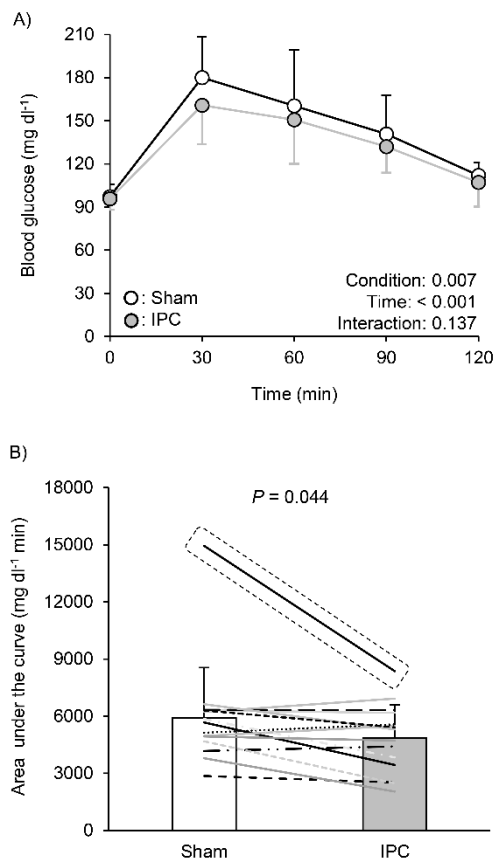 A)
210
180
150
120
90
60
30
0
Blood glucose (mg dl-1)
: Sham
: IPC
Condition: 0.007
Time: < 0.001
Interaction: 0.137
0 30 60 90 120
Time (min)
B)
18000
15000
12000
9000
6000
3000
0
Area under the curve (mg dl-1 min)
P = 0.044
Sham IPC